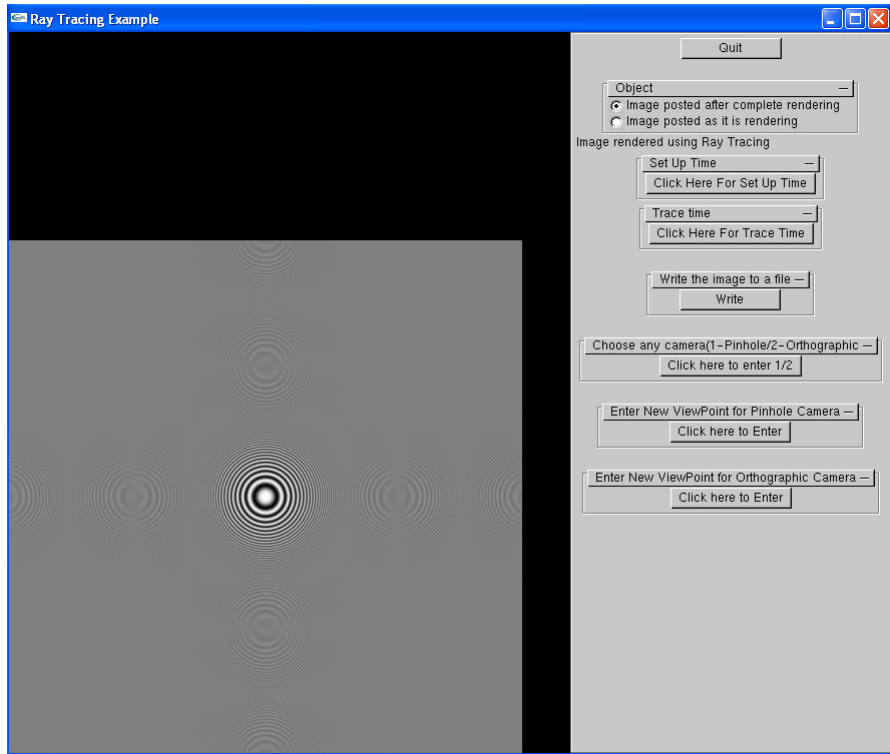 Ray Tracing Example
Quit
Object
Image posted after complete rendering
Image posted as it is rendering
Image rendered using Ray Tracing
Set Up Time
Click Here For Set Up Time
Trace time
Click Here For Trace Time
Write the image to a file
Write
Choose any camera(1-Pinhole/2-Orthographic
Click here to enter 1/2
Enter New ViewPoint for Pinhole Camera
Click here to Enter
Enter New ViewPoint for Orthographic Camera
Click here to Enter